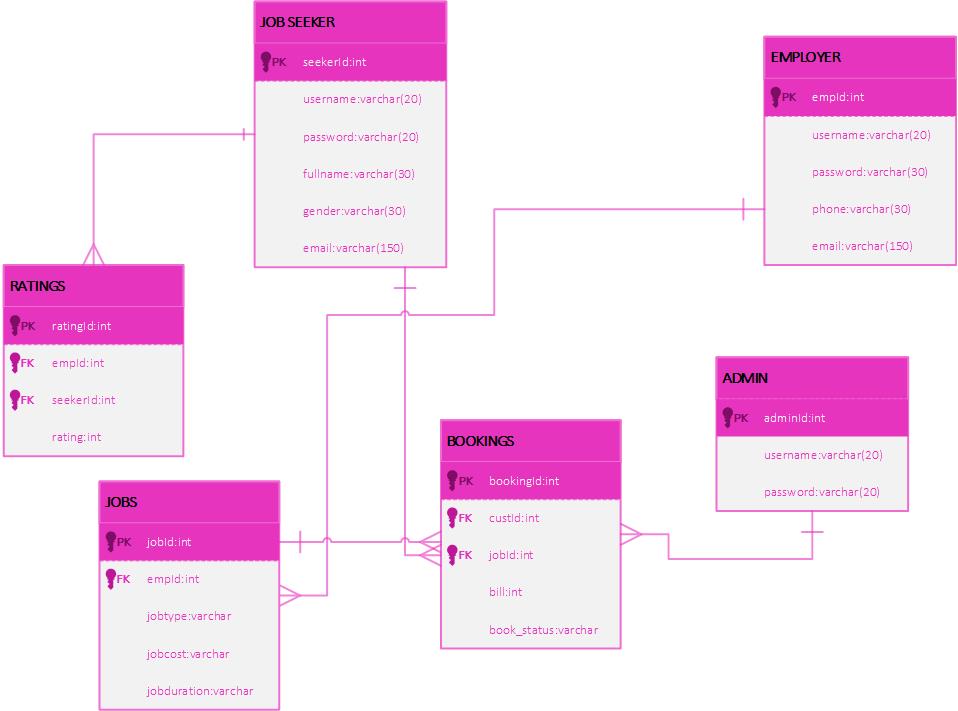 JOB SEEKER
PK seekerId:int
username:varchar(20)
password:varchar(20)
fullname:varchar(30)
gender:varchar(30)
email:varchar(150)
EMPLOYER
PK empId:int
username:varchar(20)
password:varchar(30)
phone:varchar(30)
email:varchar(150)
RATINGS
PK ratingId:int
FK empId:int
FK seekerId:int
rating:int
ADMIN
PK adminId:int
username:varchar(20)
password:varchar(20)
BOOKINGS
PK bookingId:int
FK custId:int
FK jobId:int
bill:int
book_status:varchar
JOBS
PK jobId:int
FK empId:int
jobtype:varchar
jobcost:varchar
jobduration:varchar